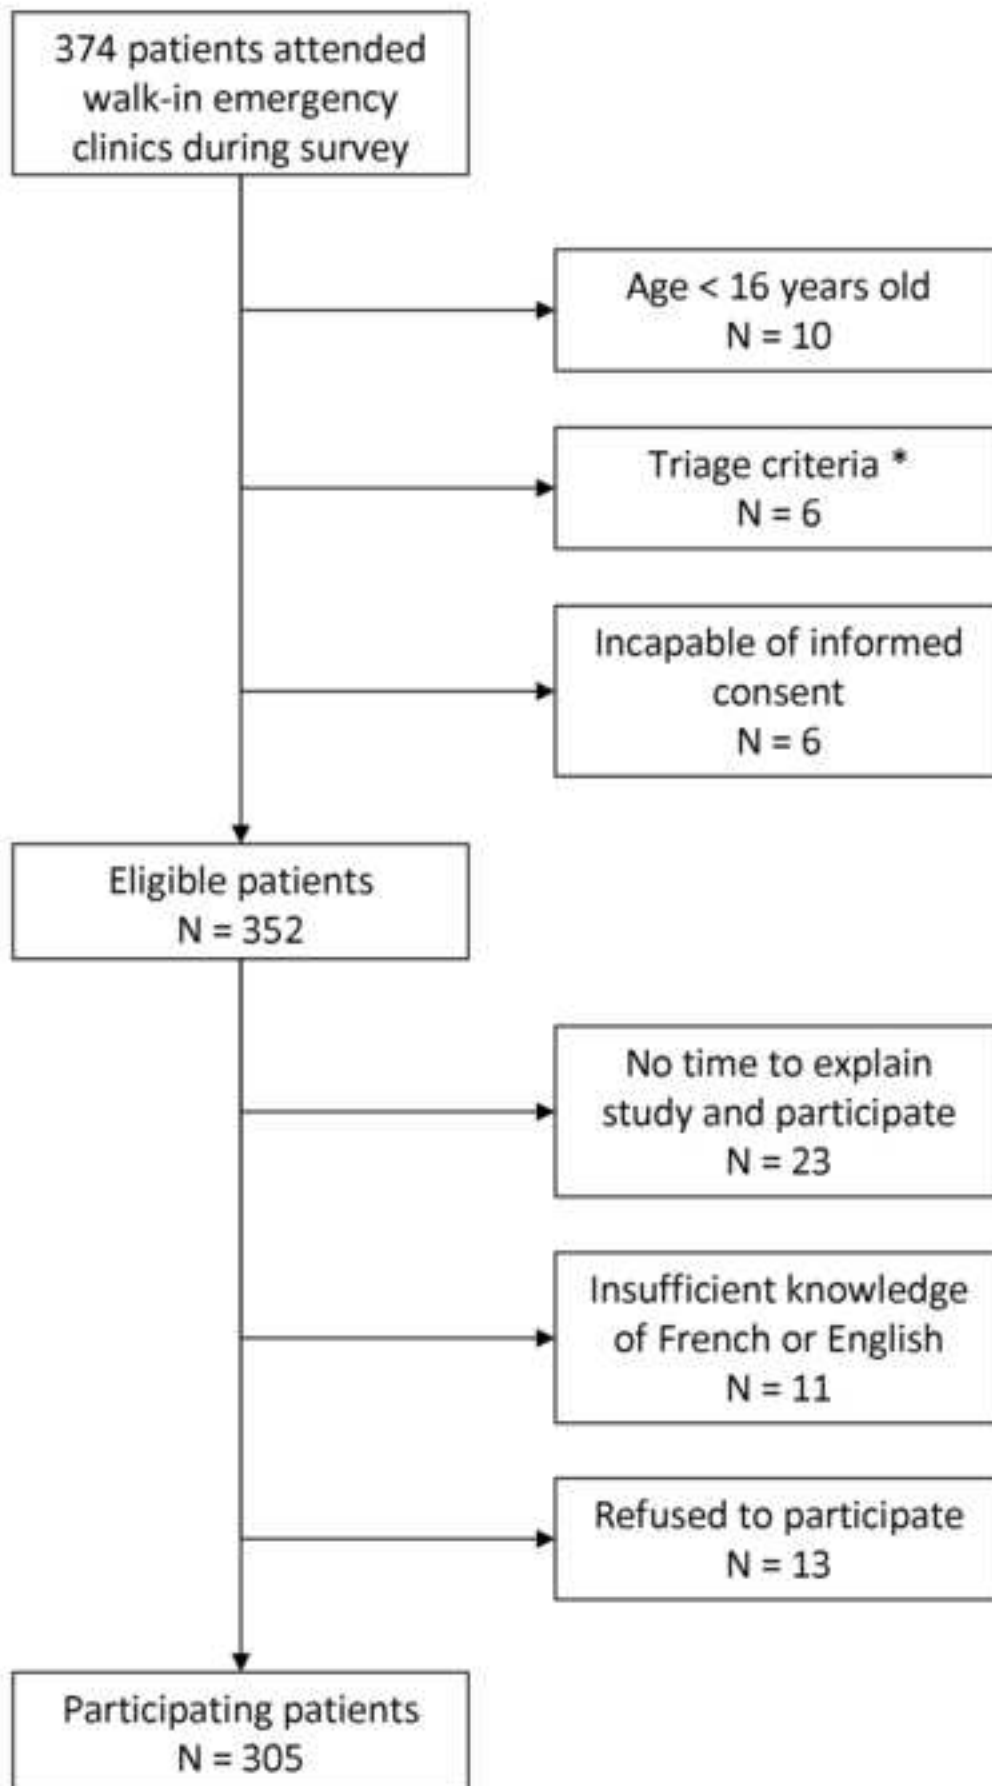 374 patients attended
walk-in emergency
clinics during survey
Age < 16 years old
N = 10
Triage criteria *
N = 6
Incapable of informed
consent
N = 6
Eligible patients
N = 352
No time to explain
study and participate
N = 23
Insufficient knowledge
of French or English
N = 11
Refused to participate
N = 13
Participating patients
N = 305